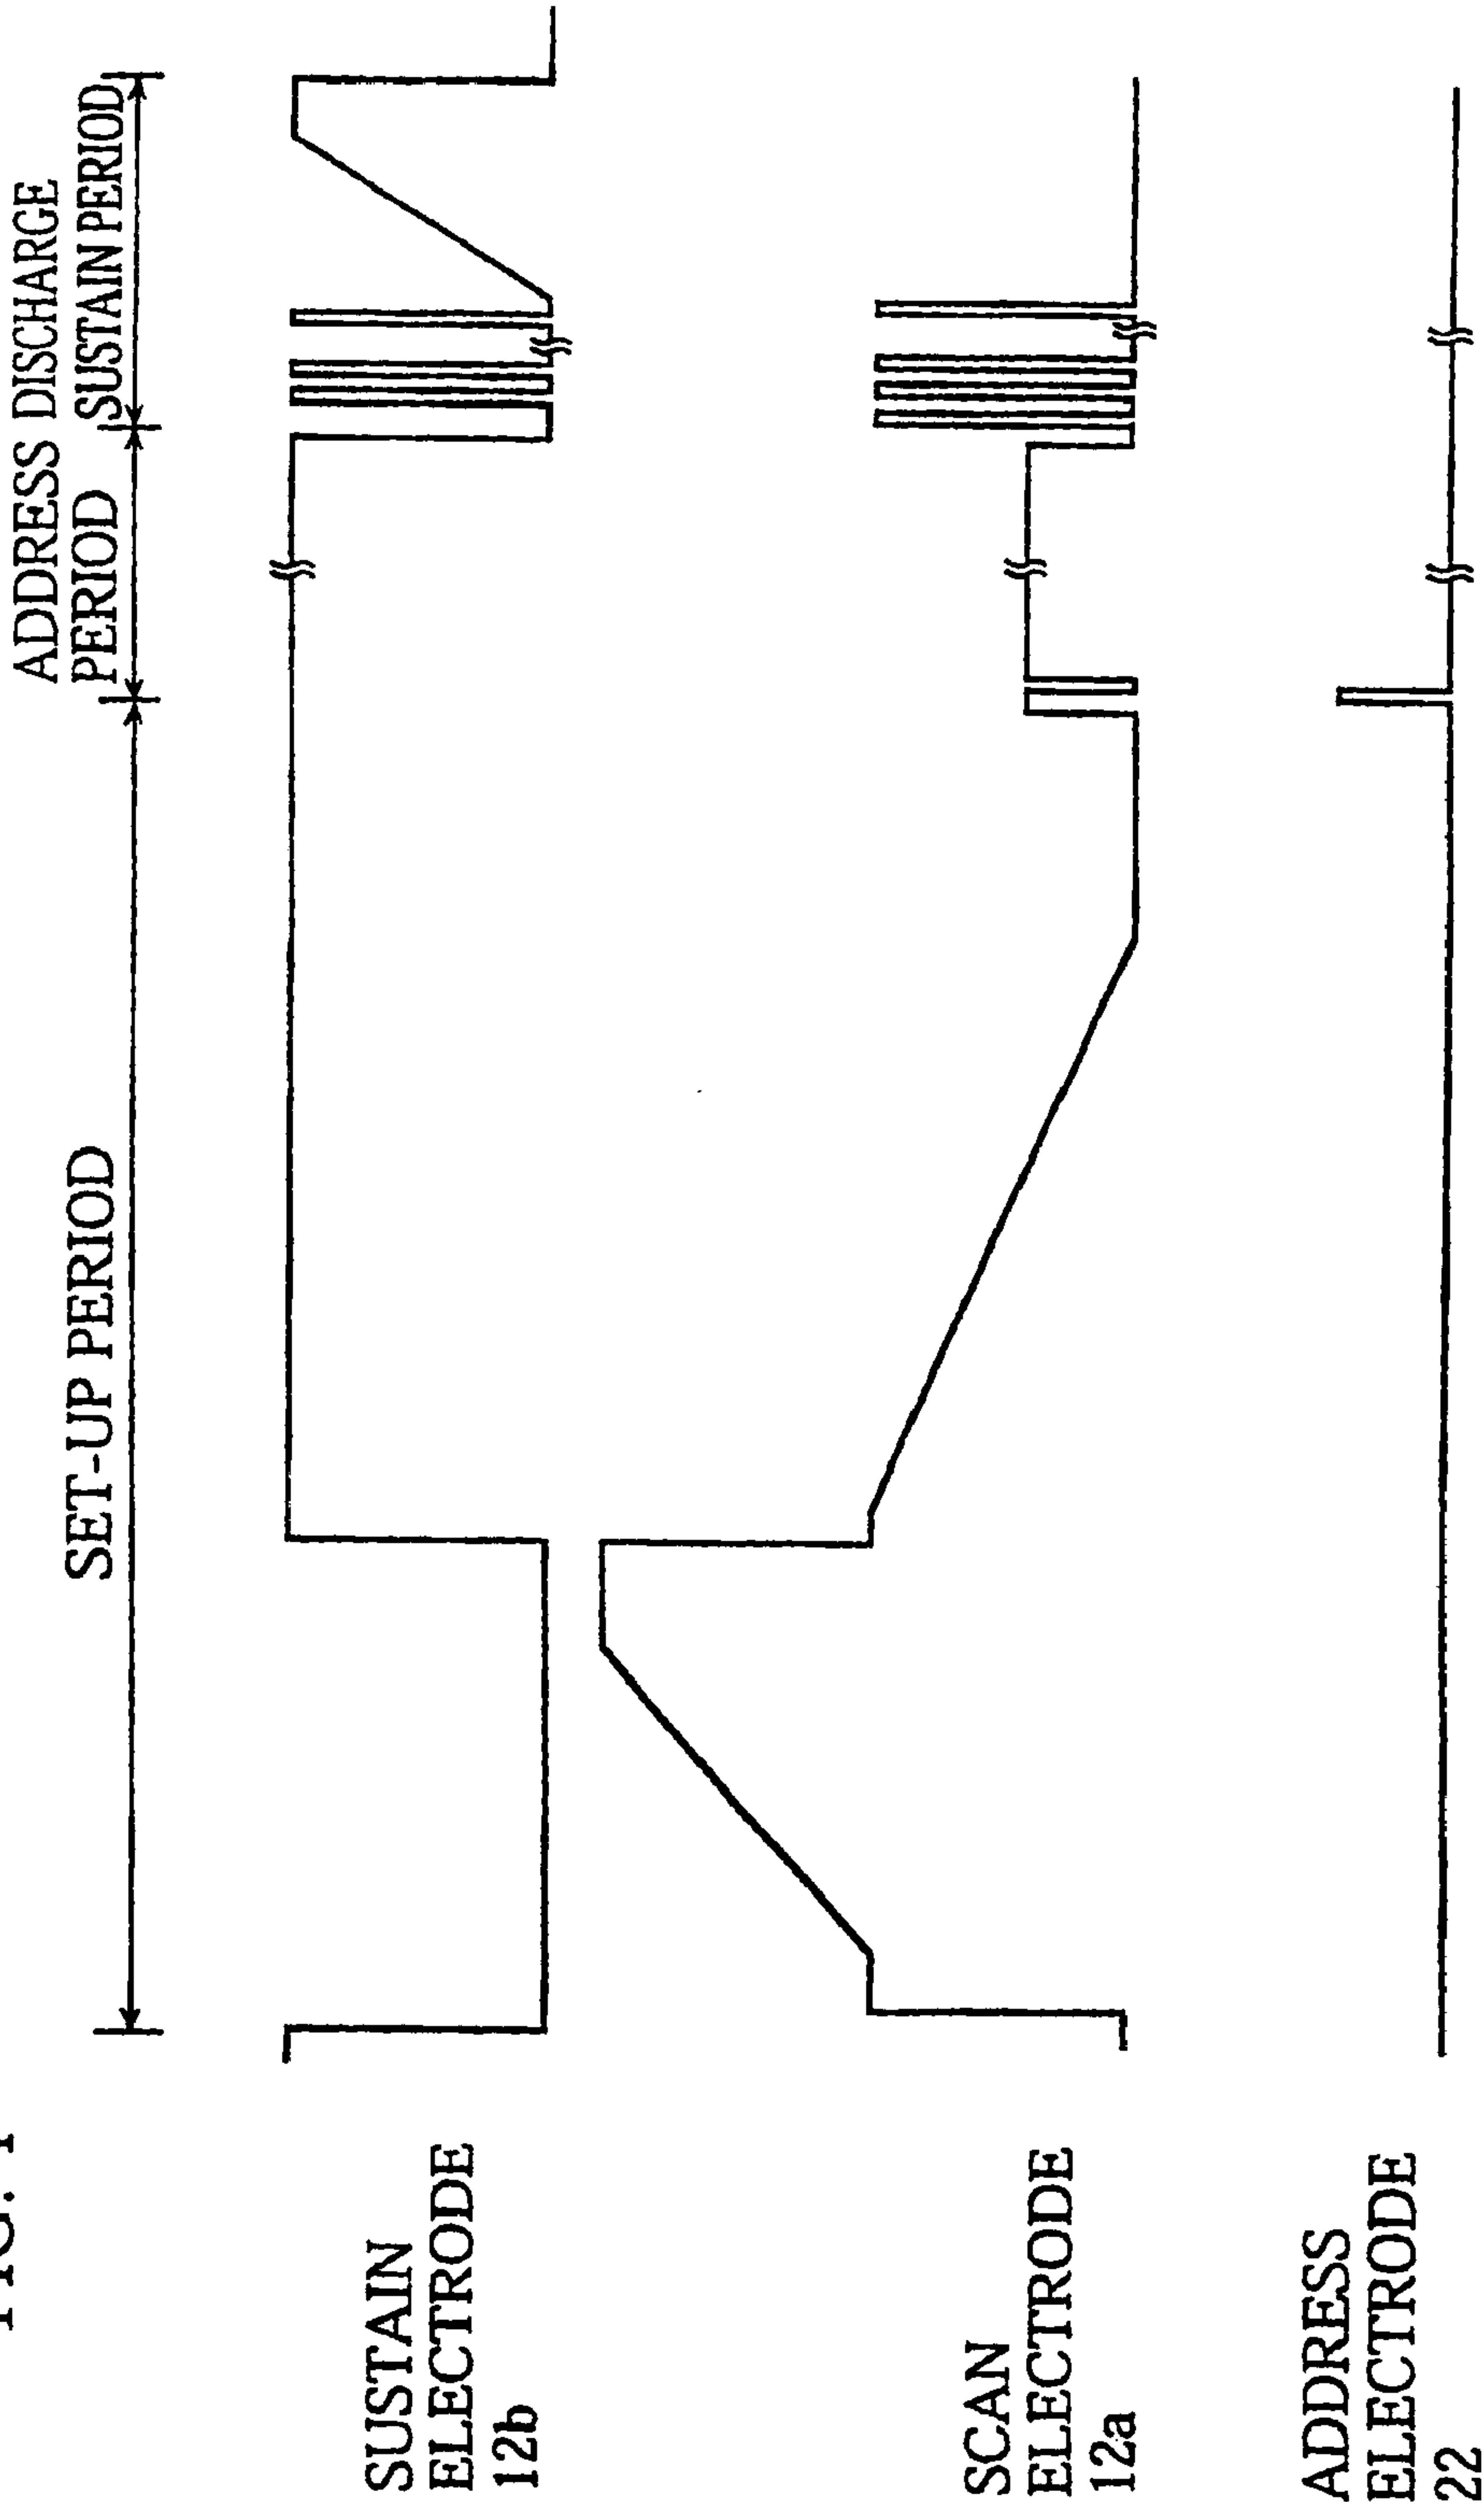 ADDRESS DISCHARGE
PERIOD SUSTAIN PERIOD
SET-UP PERIOD
SUSTAIN
ELECTRODE
12b
SCAN
ELECTRODE
12a
ADDRESS
ELECTRODE
22